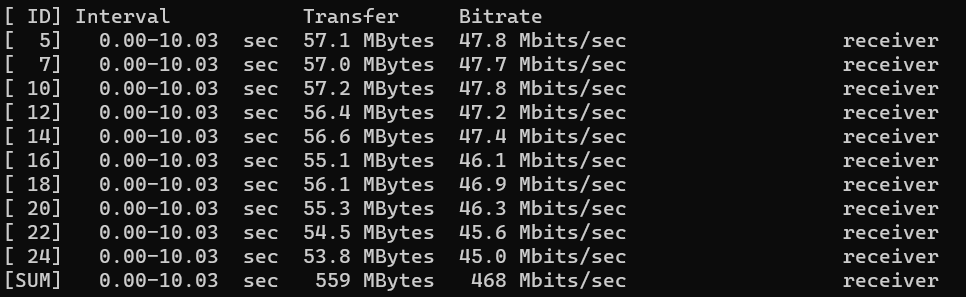 [ ID] Interval           Transfer     Bitrate
[  5]   0.00-10.03  sec  57.1 MBytes  47.8 Mbits/sec                  receiver
[  7]   0.00-10.03  sec  57.0 MBytes  47.7 Mbits/sec                  receiver
[ 10]   0.00-10.03  sec  57.2 MBytes  47.8 Mbits/sec                  receiver
[ 12]   0.00-10.03  sec  56.4 MBytes  47.2 Mbits/sec                  receiver
[ 14]   0.00-10.03  sec  56.6 MBytes  47.4 Mbits/sec                  receiver
[ 16]   0.00-10.03  sec  55.1 MBytes  46.1 Mbits/sec                  receiver
[ 18]   0.00-10.03  sec  56.1 MBytes  46.9 Mbits/sec                  receiver
[ 20]   0.00-10.03  sec  55.3 MBytes  46.3 Mbits/sec                  receiver
[ 22]   0.00-10.03  sec  54.5 MBytes  45.6 Mbits/sec                  receiver
[ 24]   0.00-10.03  sec  53.8 MBytes  45.0 Mbits/sec                  receiver
[SUM]   0.00-10.03  sec   559 MBytes   468 Mbits/sec                  receiver